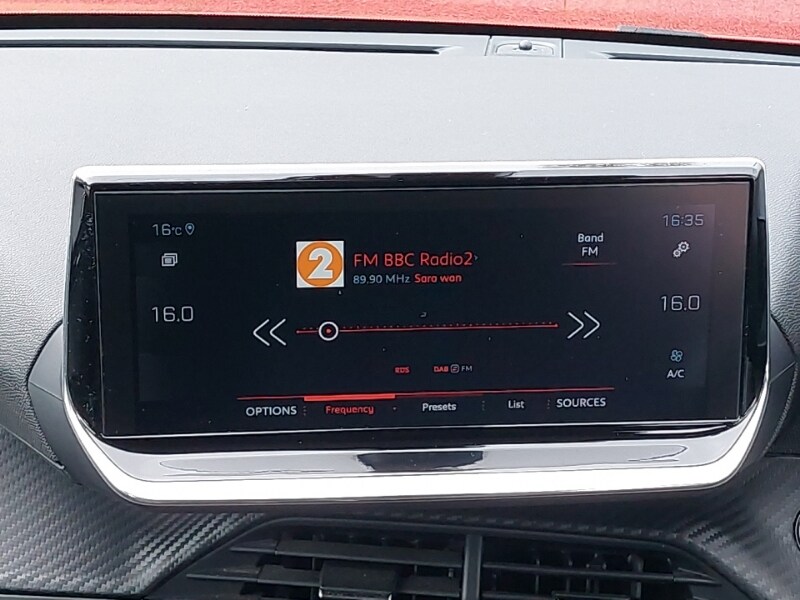 16°C
16:35
2
FM BBC Radio2
Band
FM
89.90 MHz Sara wan
16.0
16.0
RDS DAB FM
A/C
OPTIONS Frequency Presets List SOURCES